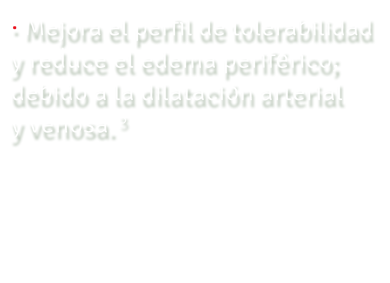 · Mejora el perfil de tolerabilidad
y reduce el edema periférico;
debido a la dilatación arterial
y venosa. 3